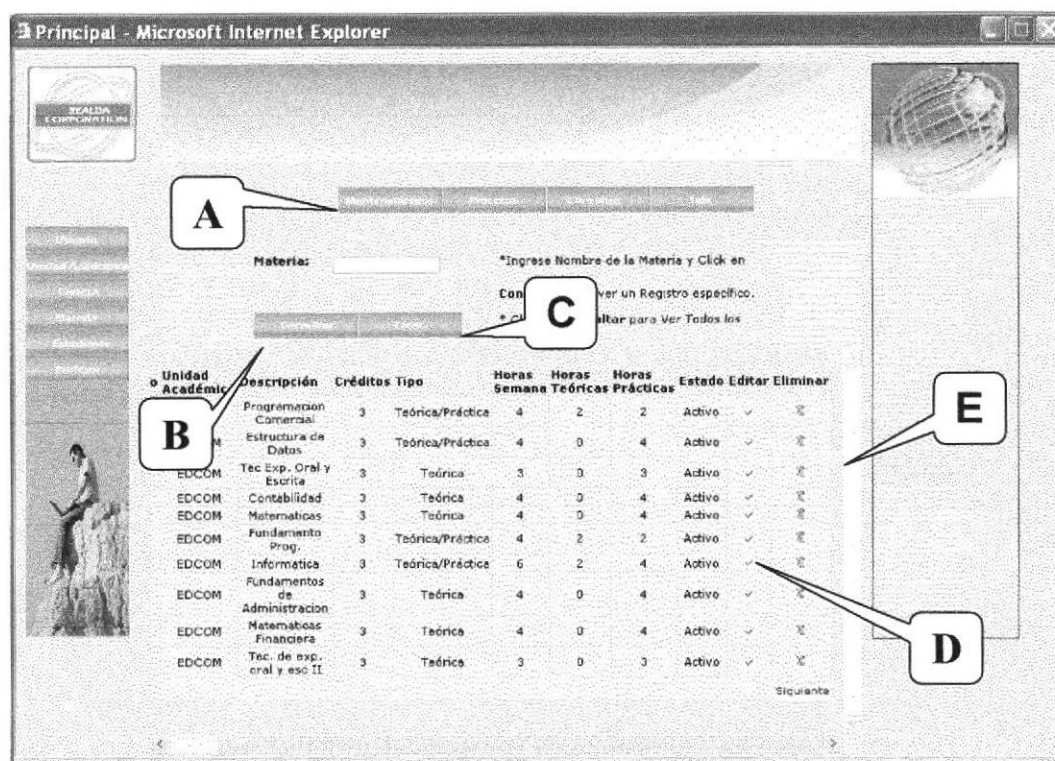 Principal - Microsoft Internet Explorer
CORPORATION
A
Materia:
*Ingrese Nombre de la Materia y Click en
Con
ver un Registro específico.
C
altar para Ver Todos los
B
Unidad
Descripción Créditos Tipo Horas Semana Horas Teóricas Horas Prácticas Estado Editar Eliminar
Programacion Comercial 3 Teórica/Práctica 4 2 2 Activo
Estructura de Datos 3 Teórica/Práctica 4 0 4 Activo
EDCOM Tec Exp. Oral y Escrita 3 Teórica 3 0 3 Activo
EDCOM Contabilidad 3 Teórica 4 0 4 Activo
EDCOM Matematicas 3 Teórica 4 0 4 Activo
EDCOM Fundamento Prog. 3 Teórica/Práctica 4 2 2 Activo
EDCOM Informatica 3 Teórica/Práctica 6 2 4 Activo
EDCOM Fundamentos de Administracion 3 Teórica 4 0 4 Activo
EDCOM Matematicas Financiera 3 Teórica 4 0 4 Activo
EDCOM Tec. de exp. oral y esc II 3 Teórica 3 0 3 Activo
E
D
Siguiente